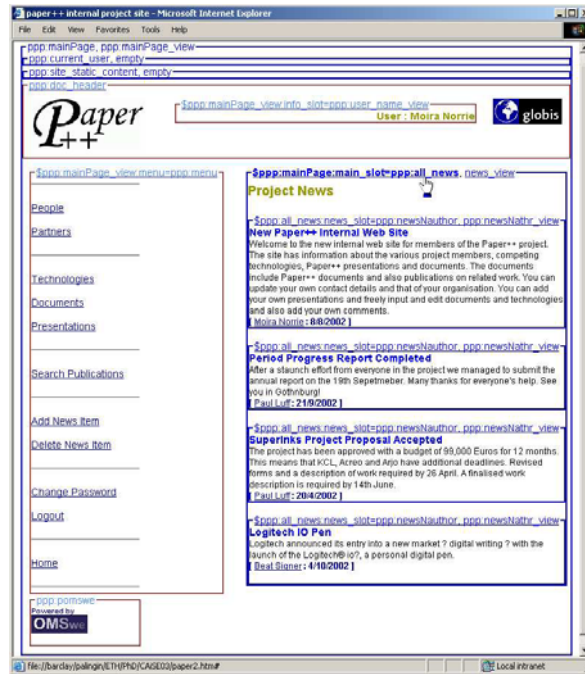 paper++ internal project site - Microsoft Internet Explorer
File Edit View Favorites Tools Help
ppp:mainPage, ppp:mainPage_view
ppp:current_user, empty
ppp:site_static_content, empty
ppp:doc_header
Paper ++
$ppp:mainPage_view:info_slot=ppp:user_name_view
User : Moira Norrie
globis
$ppp:mainPage_view:menu=ppp:menu
People
Partners
Technologies
Documents
Presentations
Search Publications
Add News Item
Delete News Item
Change Password
Logout
Home
ppp:pomswe
Powered by
OMSwe
$ppp:mainPage:main_slot=ppp:all_news, news_view
Project News
$ppp:all_news:news_slot=ppp:newsNauthor, ppp:newsNathr_view
New Paper++ Internal Web Site
Welcome to the new internal web site for members of the Paper++ project.
The site has information about the various project members, competing
technologies, Paper++ presentations and documents. The documents
include Paper++ documents and also publications on related work. You can
update your own contact details and that of your organisation. You can add
your own presentations and freely input and edit documents and technologies
and also add your own comments.
[ Moira Norrie : 8/8/2002 ]
$ppp:all_news:news_slot=ppp:newsNauthor, ppp:newsNathr_view
Period Progress Report Completed
After a staunch effort from everyone in the project we managed to submit the
annual report on the 19th Sepetmeber. Many thanks for everyone's help. See
you in Gothnburg!
[ Paul Luff : 21/9/2002 ]
$ppp:all_news:news_slot=ppp:newsNauthor, ppp:newsNathr_view
SuperInks Project Proposal Accepted
The project has been approved with a budget of 99,000 Euros for 12 months.
This means that KCL, Acreo and Arjo have additional deadlines. Revised
forms and a description of work required by 26 April. A finalised work
description is required by 14th June.
[ Paul Luff : 20/4/2002 ]
$ppp:all_news:news_slot=ppp:newsNauthor, ppp:newsNathr_view
Logitech IO Pen
Logitech announced its entry into a new market ? digital writing ? with the
launch of the Logitech® io?, a personal digital pen.
[ Beat Signer : 4/10/2002 ]
file://barclay/palingin/ETH/PhD/CAiSE03/paper2.htm#
Local intranet